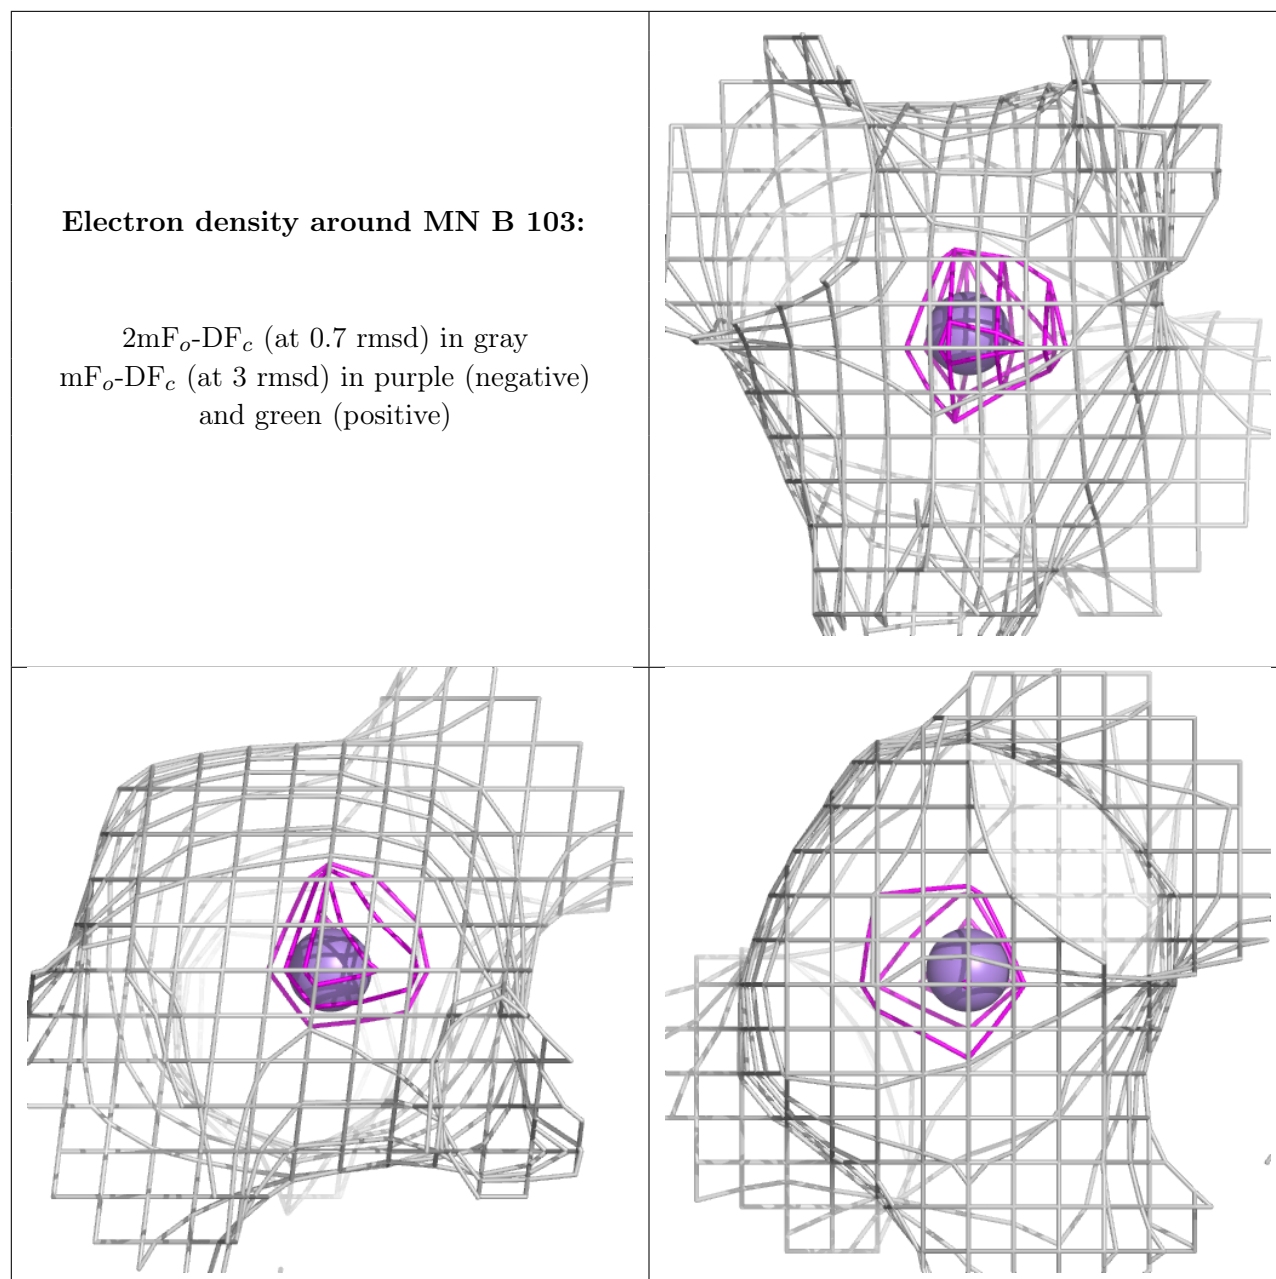 Electron density around MN B 103:
2mFo-DFc (at 0.7 rmsd) in gray
mFo-DFc (at 3 rmsd) in purple (negative)
and green (positive)